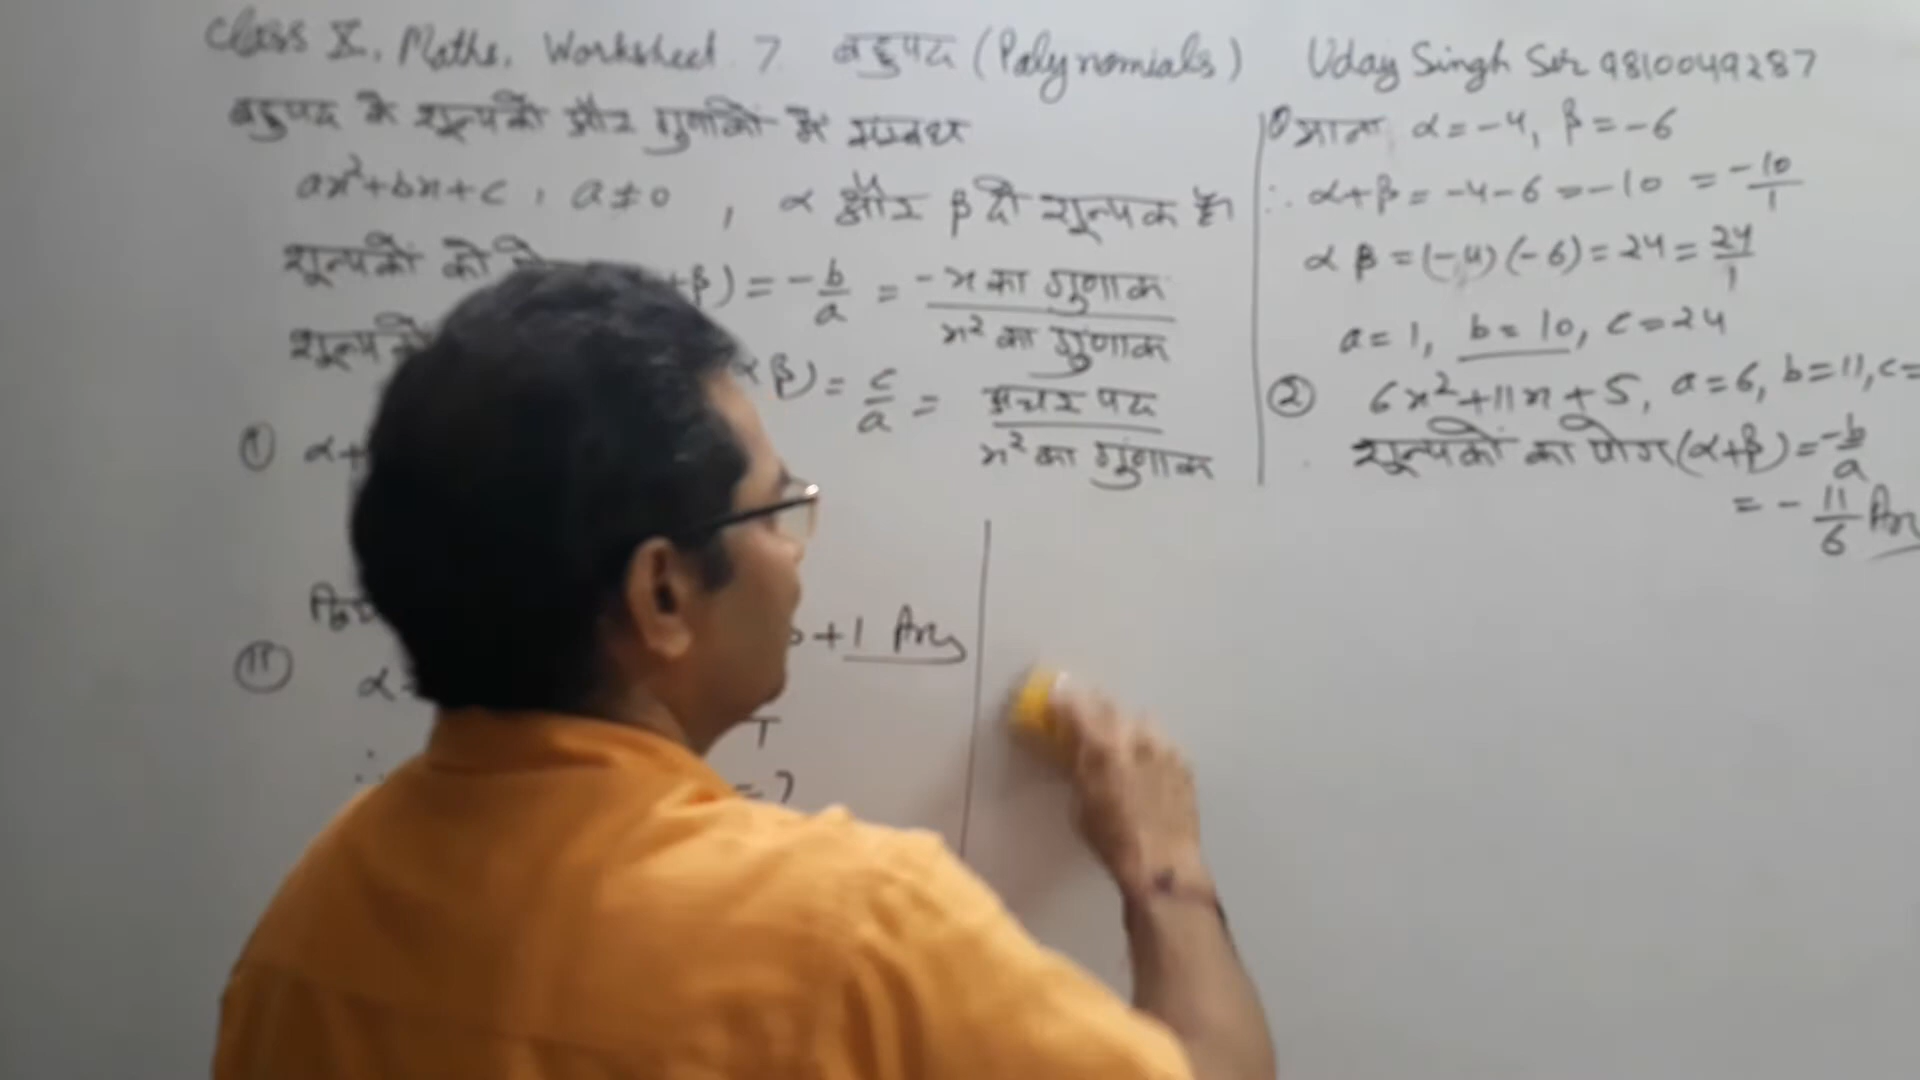 Class X, Maths, Worksheet 7 बहुपद (Polynomials) Uday Singh Sir 9810049287
बहुपद के शून्यकों और गुणांकों में सम्बन्ध
ax²+bx+c, a≠0, α और β दो शून्यक हैं।
शून्यकों को β) = -b/a = -x का गुणांक/x² का गुणांक
β) = c/a = अचर पद/x² का गुणांक
(i) α+
+1 Ans
(ii) α
∴ = ?
① माना α = -4, β = -6
∴ α+β = -4-6 = -10 = -10/1
αβ = (-4)(-6) = 24 = 24/1
a = 1, b = 10, c = 24
② 6x²+11x+5, a=6, b=11, c=
शून्यकों का योग (α+β) = -b/a
= -11/6 Ans